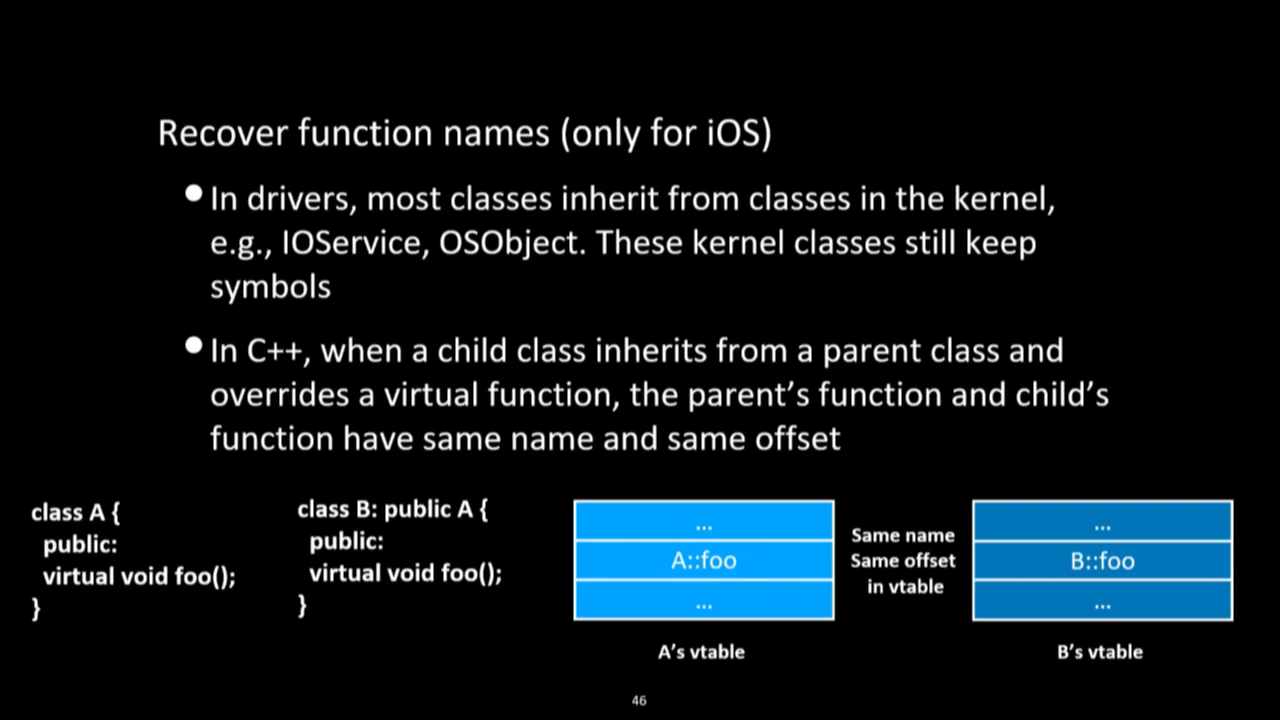 Recover function names (only for iOS)
In drivers, most classes inherit from classes in the kernel,
e.g., IOService, OSObject. These kernel classes still keep
symbols
In C++, when a child class inherits from a parent class and
overrides a virtual function, the parent’s function and child’s
function have same name and same offset
class A {
public:
virtual void foo();
}
class B: public A {
public:
virtual void foo();
}
...
A::foo
...
A’s vtable
Same name
Same offset
in vtable
...
B::foo
...
B’s vtable
46